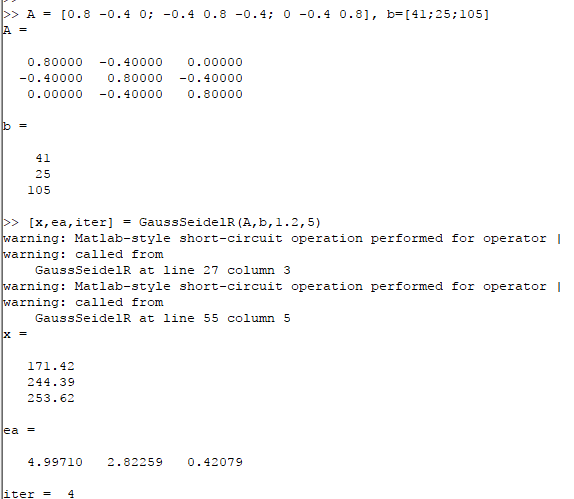 >> A = [0.8 -0.4 0; -0.4 0.8 -0.4; 0 -0.4 0.8], b=[41;25;105]
A =
0.80000 -0.40000 0.00000
-0.40000 0.80000 -0.40000
0.00000 -0.40000 0.80000
b =
41
25
105
>> [x,ea,iter] = GaussSeidelR(A,b,1.2,5)
warning: Matlab-style short-circuit operation performed for operator |
warning: called from
GaussSeidelR at line 27 column 3
warning: Matlab-style short-circuit operation performed for operator |
warning: called from
GaussSeidelR at line 55 column 5
x =
171.42
244.39
253.62
ea =
4.99710 2.82259 0.42079
iter = 4